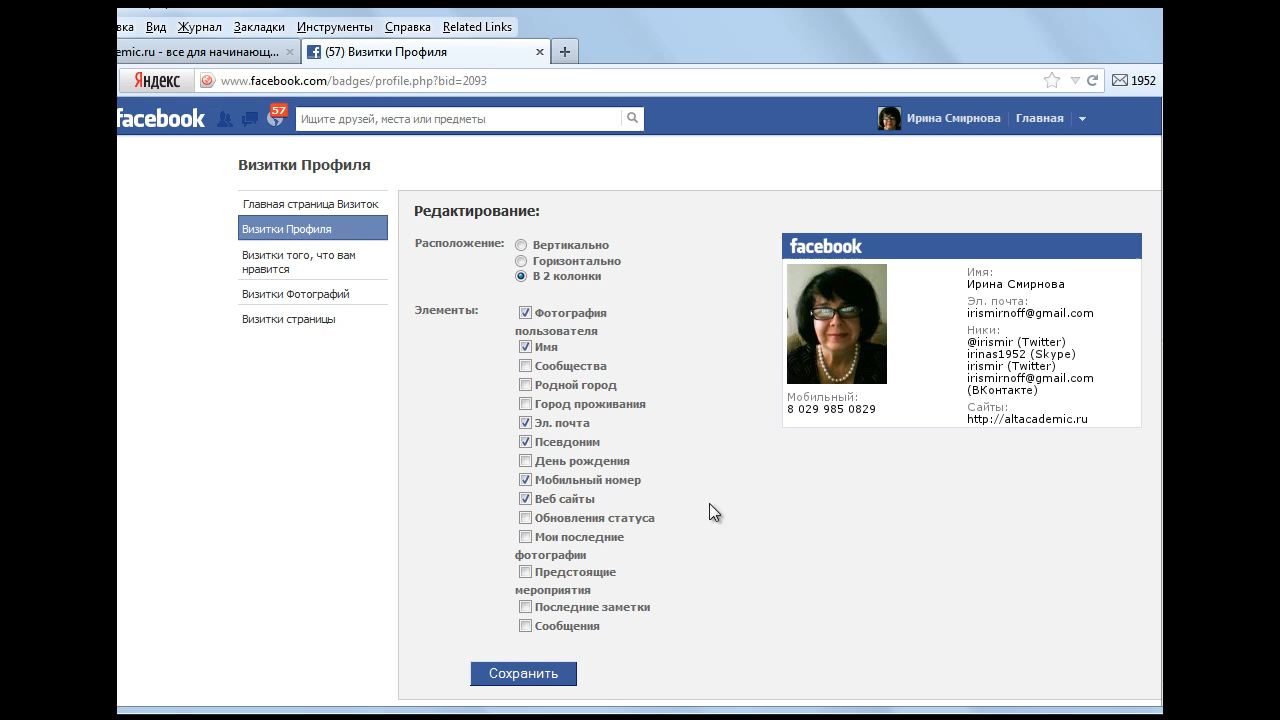 вка Вид Журнал Закладки Инструменты Справка Related Links
emic.ru - все для начинающ... × (57) Визитки Профиля × +
Яндекс www.facebook.com/badges/profile.php?bid=2093 1952
facebook 57 Ищите друзей, места или предметы Ирина Смирнова Главная
Визитки Профиля
Главная страница Визиток
Визитки Профиля
Визитки того, что вам
нравится
Визитки Фотографий
Визитки страницы
Редактирование:
Расположение:
Вертикально
Горизонтально
В 2 колонки
Элементы:
Фотография
пользователя
Имя
Сообщества
Родной город
Город проживания
Эл. почта
Псевдоним
День рождения
Мобильный номер
Веб сайты
Обновления статуса
Мои последние
фотографии
Предстоящие
мероприятия
Последние заметки
Сообщения
Сохранить
facebook
Мобильный:
8 029 985 0829
Имя:
Ирина Смирнова
Эл. почта:
irismirnoff@gmail.com
Ники:
@irismir (Twitter)
irinas1952 (Skype)
irismir (Twitter)
irismirnoff@gmail.com
(ВКонтакте)
Сайты:
http://altacademic.ru